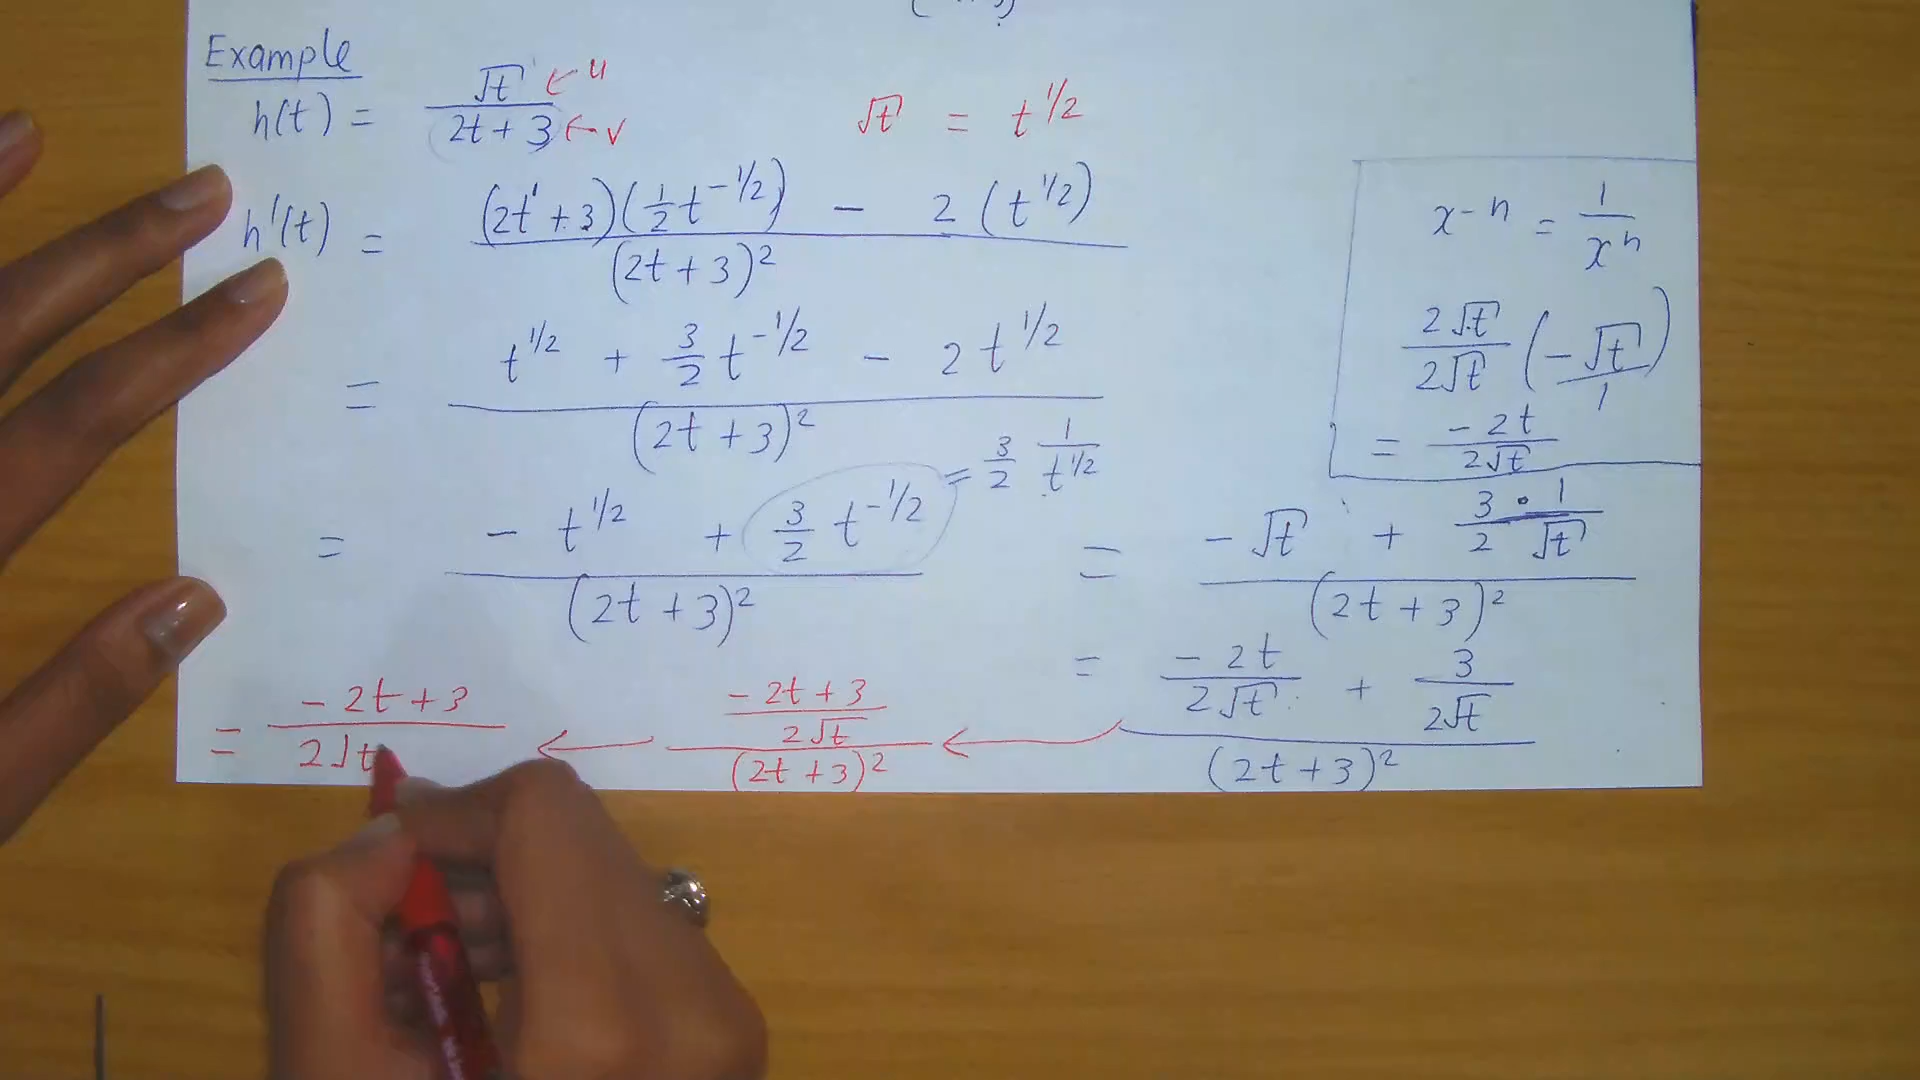 Example
h(t) = √t / (2t + 3) ← u ← v
√t = t^1/2
h'(t) = ((2t' + 3)(1/2 t^-1/2) - 2 (t^1/2)) / (2t + 3)^2
x^-n = 1 / x^n
2√t / 2√t (-√t / 1)
= -2t / 2√t
= (t^1/2 + 3/2 t^-1/2 - 2t^1/2) / (2t + 3)^2
= (- t^1/2 + 3/2 t^-1/2) / (2t + 3)^2
= 3/2 1/t^1/2
= (-√t + 3 · 1 / 2 √t) / (2t + 3)^2
= (-2t / 2√t + 3 / 2√t) / (2t + 3)^2
← ((-2t + 3) / 2√t) / (2t + 3)^2
←
= (-2t + 3) / 2√t